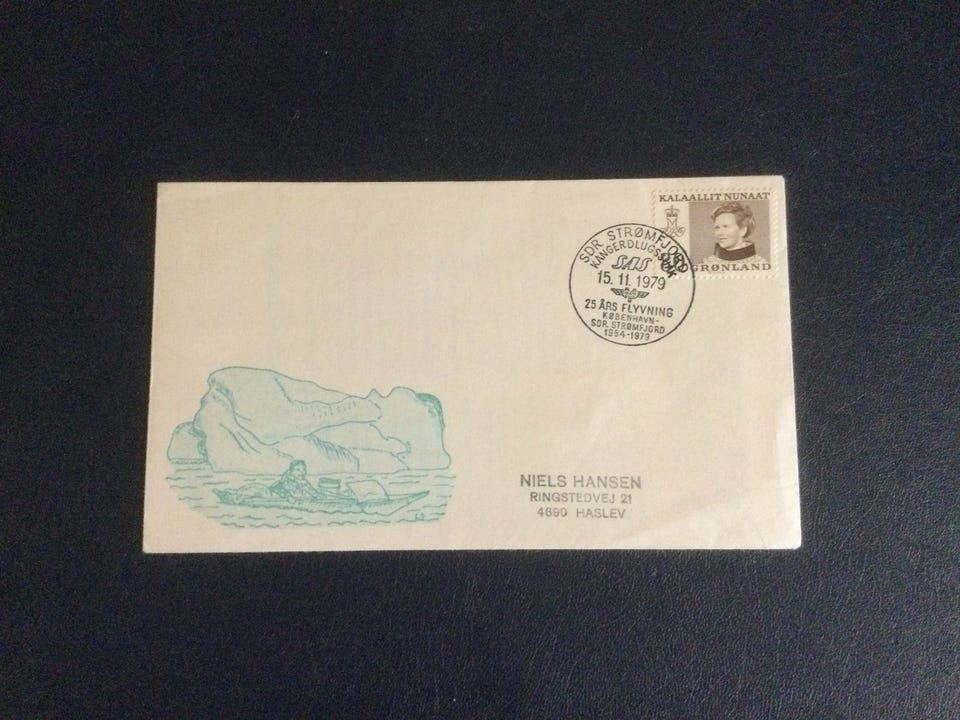 KALAALLIT NUNAAT
GRØNLAND
SDR. STRØMFJORD
KANGERDLUGSSUAK
SAS
15.11.1979
25 ÅRS FLYVNING
KØBENHAVN-
SDR. STRØMFJORD
1954-1979
NIELS HANSEN
RINGSTEDVEJ 21
4690 HASLEV